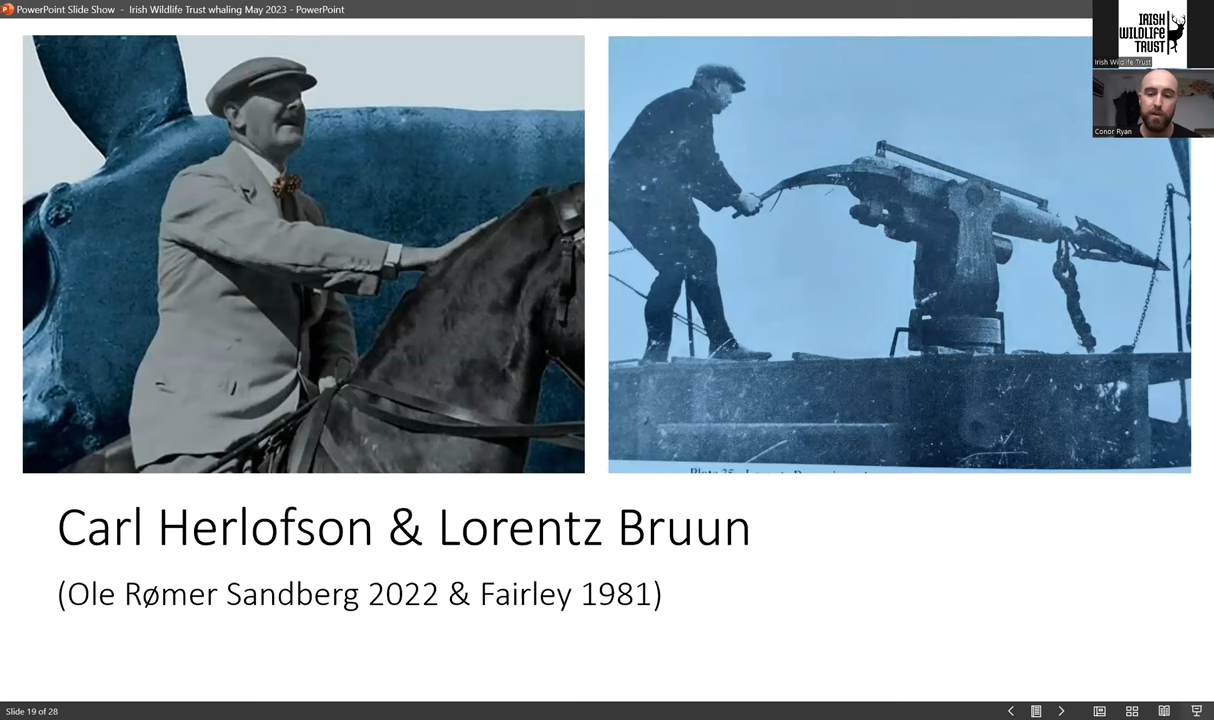 PowerPoint Slide Show - Irish Wildlife Trust whaling May 2023 - PowerPoint
IRISH
WILDLIFE
TRUST
Irish Wildlife Trust
Conor Ryan
Carl Herlofson & Lorentz Bruun
(Ole Rømer Sandberg 2022 & Fairley 1981)
Slide 19 of 28